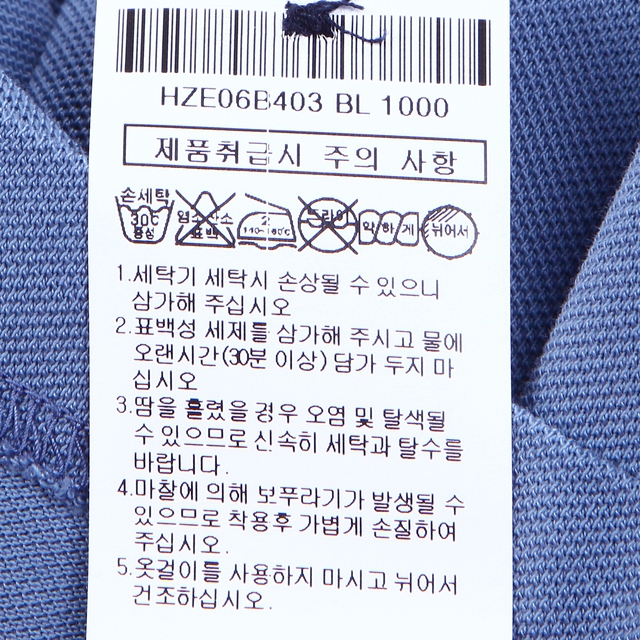 HZE06B403 BL 1000
제품취급시 주의 사항
손세탁
30℃
중성
염소산소
표백
2
140~160℃
드라이
약하게
뉘어서
1.세탁기 세탁시 손상될 수 있으니
삼가해 주십시오
2.표백성 세제를 삼가해 주시고 물에
오랜시간(30분 이상) 담가 두지 마
십시오
3.땀을 흘렸을 경우 오염 및 탈색될
수 있으므로 신속히 세탁과 탈수를
바랍니다.
4.마찰에 의해 보푸라기가 발생될 수
있으므로 착용후 가볍게 손질하여
주십시오.
5.옷걸이를 사용하지 마시고 뉘어서
건조하십시오.